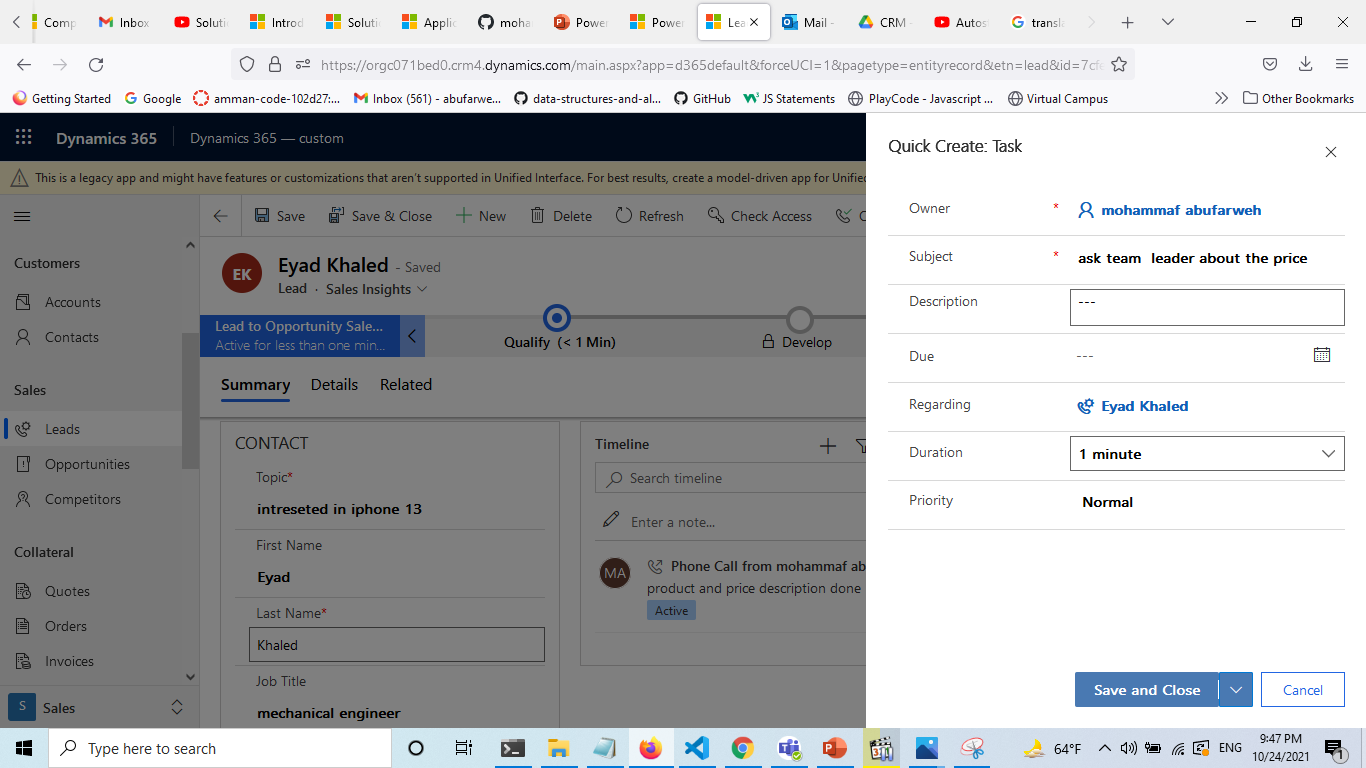 Comp
Inbox
Soluti
Introd
Soluti
Applic
moha
Power
Power
Lea
Mail -
CRM -
Autos
transl
https://orgc071bed0.crm4.dynamics.com/main.aspx?app=d365default&forceUCI=1&pagetype=entityrecord&etn=lead&id=7cfe
Getting Started
Google
amman-code-102d27:...
Inbox (561) - abufarwe...
data-structures-and-al...
GitHub
JS Statements
PlayCode - Javascript ...
Virtual Campus
Other Bookmarks
Dynamics 365
Dynamics 365 — custom
This is a legacy app and might have features or customizations that aren't supported in Unified Interface. For best results, create a model-driven app for Unified
Save
Save & Close
New
Delete
Refresh
Check Access
Customers
Accounts
Contacts
Sales
Leads
Opportunities
Competitors
Collateral
Quotes
Orders
Invoices
S
Sales
EK
Eyad Khaled - Saved
Lead · Sales Insights
Lead to Opportunity Sale...
Active for less than one min...
Qualify (< 1 Min)
Develop
Summary
Details
Related
CONTACT
Topic*
intreseted in iphone 13
First Name
Eyad
Last Name*
Khaled
Job Title
mechanical engineer
Timeline
Search timeline
Enter a note...
MA
Phone Call from mohammaf ab
product and price description done
Active
Quick Create: Task
Owner *
mohammaf abufarweh
Subject *
ask team leader about the price
Description
---
Due
---
Regarding
Eyad Khaled
Duration
1 minute
Priority
Normal
Save and Close
Cancel
Type here to search
64°F
ENG
9:47 PM
10/24/2021
1